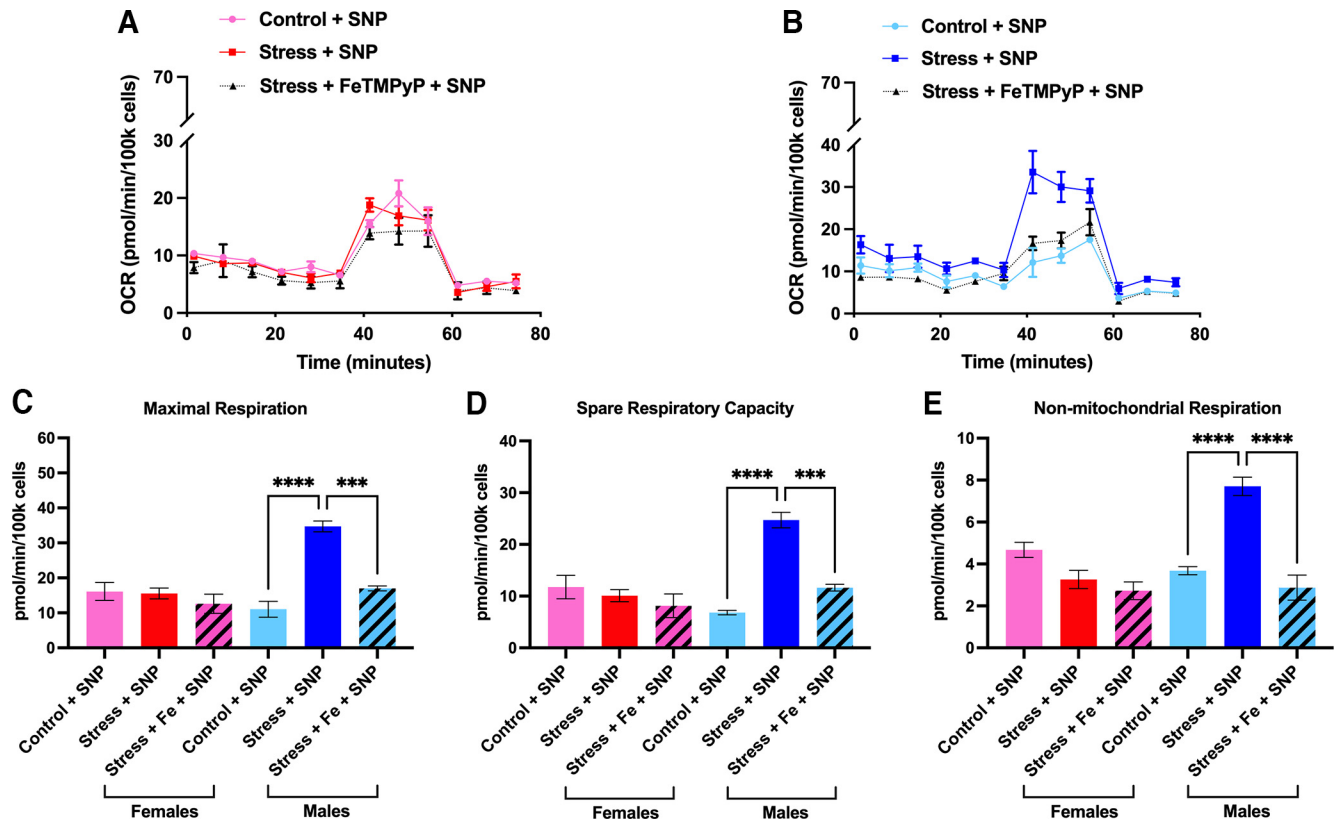 A
Control + SNP
Stress + SNP
Stress + FeTMPyP + SNP
OCR (pmol/min/100k cells)
70
30
20
10
0
0 20 40 60 80
Time (minutes)
B
Control + SNP
Stress + SNP
Stress + FeTMPyP + SNP
OCR (pmol/min/100k cells)
70
40
30
20
10
0
0 20 40 60 80
Time (minutes)
C
Maximal Respiration
pmol/min/100k cells
60
50
40
30
20
10
0
**** ***
Control + SNP
Stress + SNP
Stress + Fe + SNP
Control + SNP
Stress + SNP
Stress + Fe + SNP
Females Males
D
Spare Respiratory Capacity
pmol/min/100k cells
40
30
20
10
0
**** ***
Control + SNP
Stress + SNP
Stress + Fe + SNP
Control + SNP
Stress + SNP
Stress + Fe + SNP
Females Males
E
Non-mitochondrial Respiration
pmol/min/100k cells
10
8
6
4
2
0
**** ****
Control + SNP
Stress + SNP
Stress + Fe + SNP
Control + SNP
Stress + SNP
Stress + Fe + SNP
Females Males